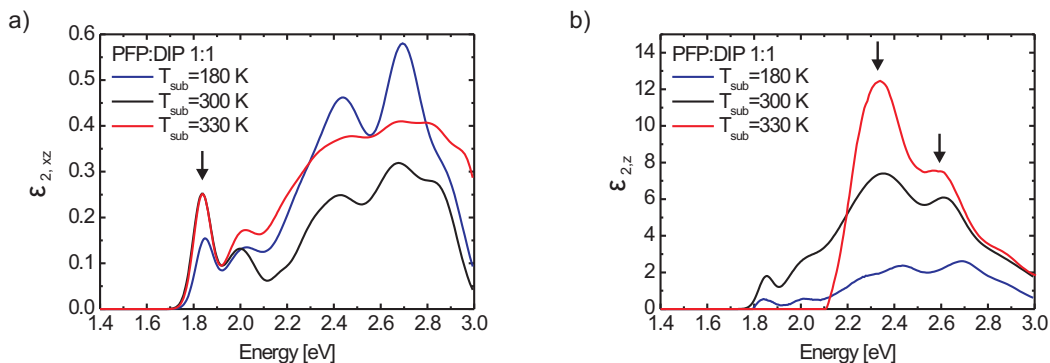 a)
PFP:DIP 1:1
T_sub=180 K
T_sub=300 K
T_sub=330 K
ε_2, xz
0.6
0.5
0.4
0.3
0.2
0.1
0.0
1.4 1.6 1.8 2.0 2.2 2.4 2.6 2.8 3.0
Energy [eV]
b)
PFP:DIP 1:1
T_sub=180 K
T_sub=300 K
T_sub=330 K
ε_2,z
14
12
10
8
6
4
2
0
1.4 1.6 1.8 2.0 2.2 2.4 2.6 2.8 3.0
Energy [eV]